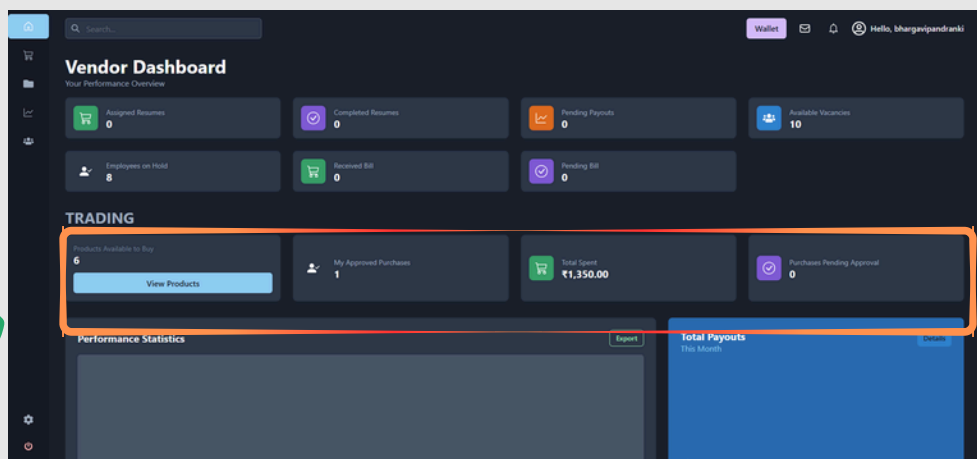 Search...
Wallet
Hello, bhargavipandranki
Vendor Dashboard
Your Performance Overview
Assigned Resumes
0
Completed Resumes
0
Pending Payouts
0
Available Vacancies
10
Employees on Hold
8
Received Bill
0
Pending Bill
0
TRADING
Products Available to Buy
6
View Products
My Approved Purchases
1
Total Spent
₹1,350.00
Purchases Pending Approval
0
Performance Statistics
Export
Total Payouts
This Month
Details